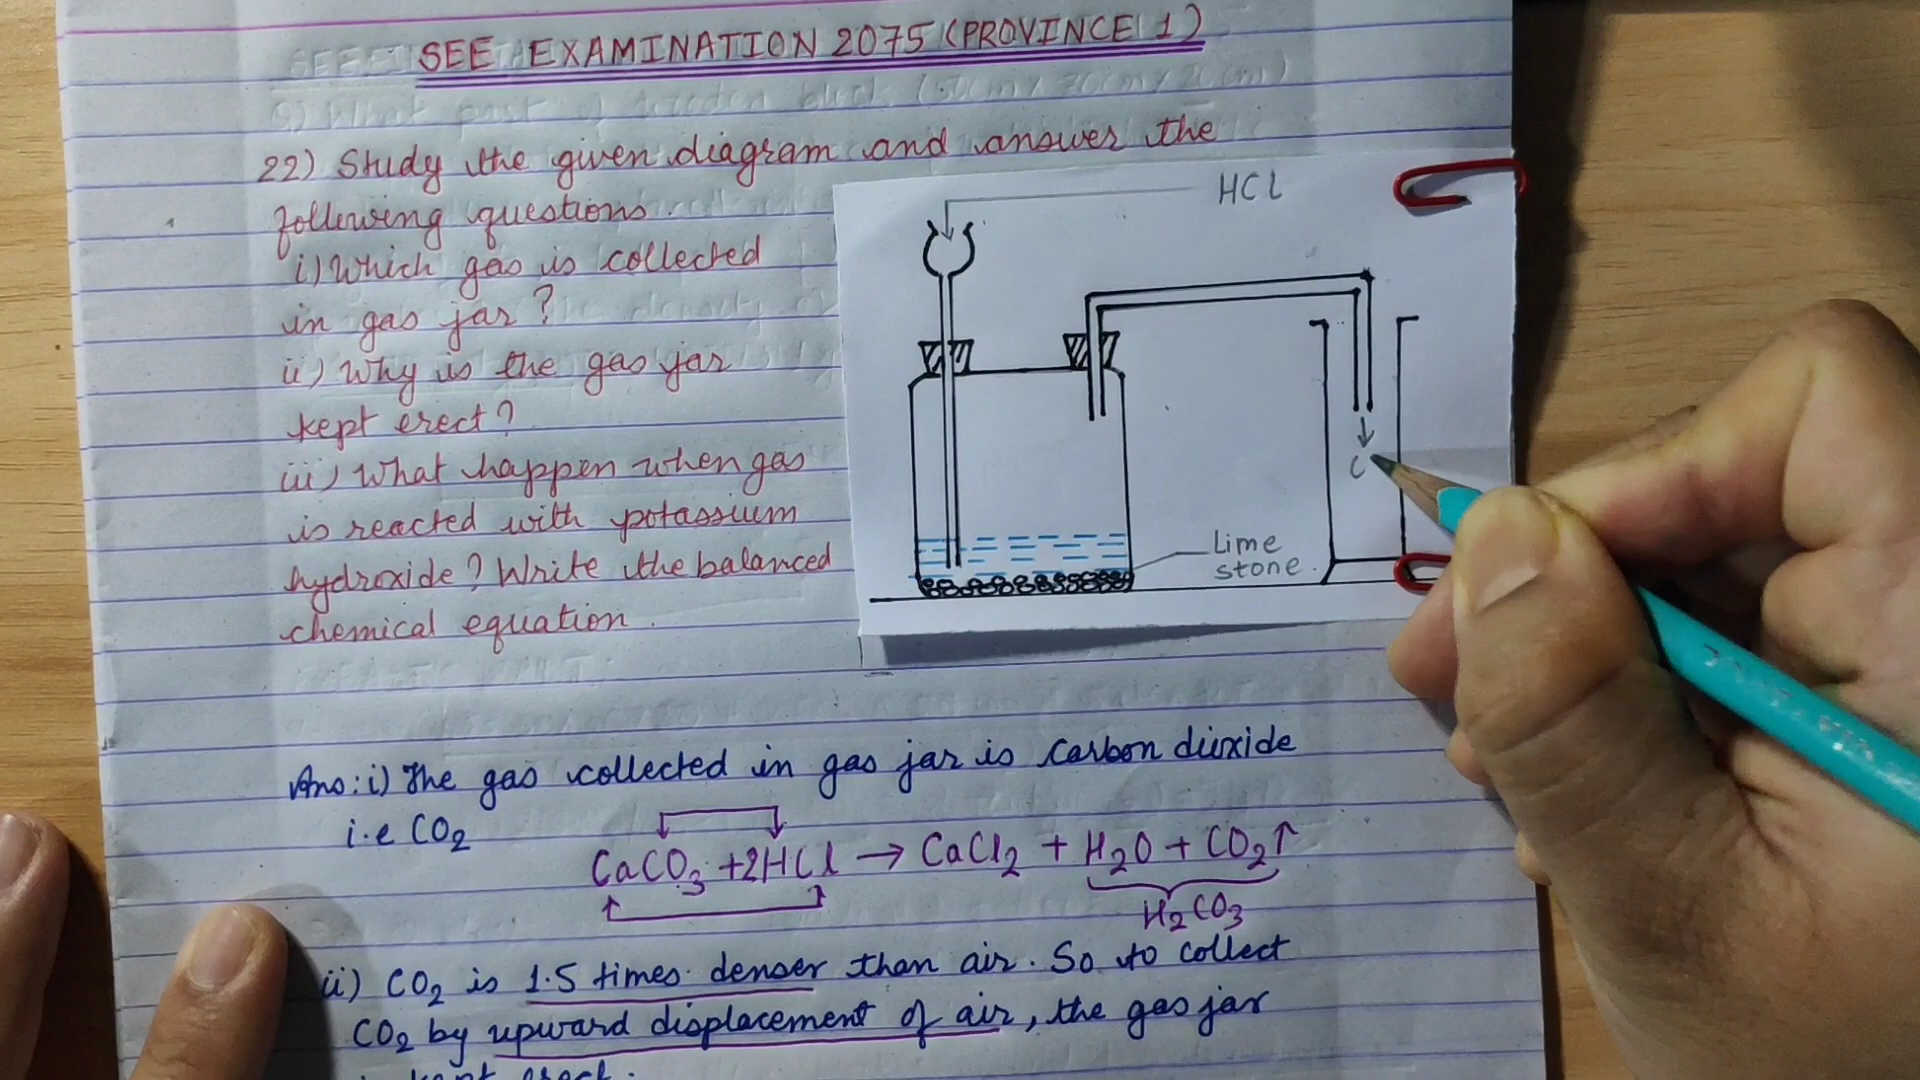 SEE EXAMINATION 2075 (PROVINCE 1)
22) Study the given diagram and answer the
following questions.
i) Which gas is collected
in gas jar?
ii) Why is the gas jar
kept erect?
iii) What happen when gas
is reacted with potassium
hydroxide? Write the balanced
chemical equation.
HCl
C
Lime
stone.
Ans: i) The gas collected in gas jar is carbon dioxide
i.e CO2
CaCO3 +2HCl → CaCl2 + H2O + CO2↑
H2CO3
ii) CO2 is 1.5 times denser than air. So to collect
CO2 by upward displacement of air, the gas jar
kept erect.